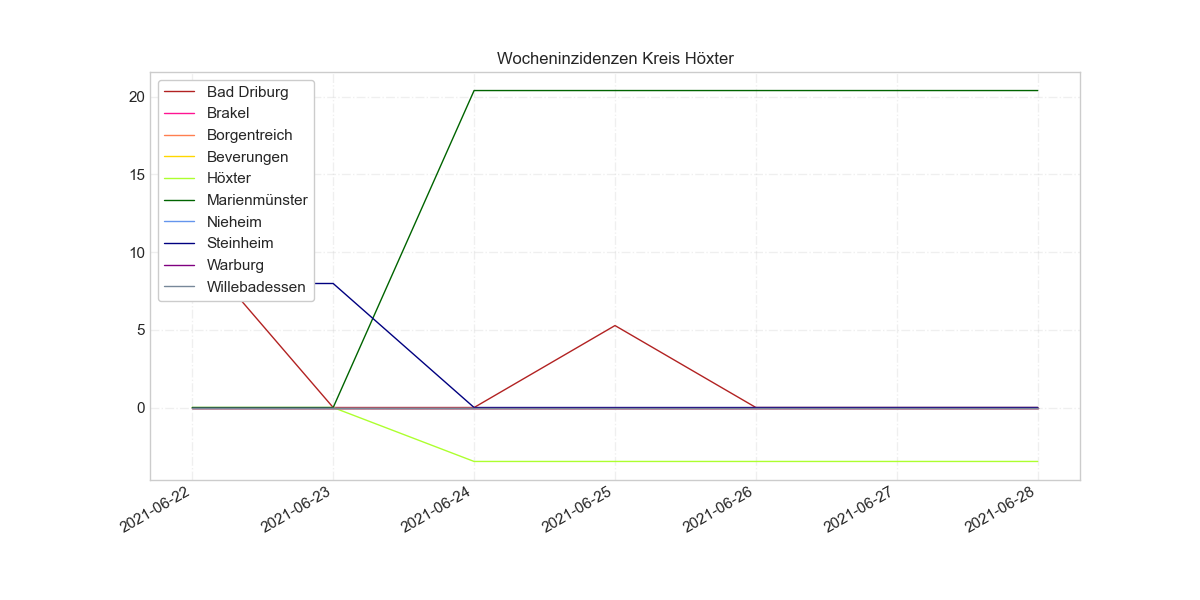 Wocheninzidenzen Kreis Höxter
Bad Driburg
Brakel
Borgentreich
Beverungen
Höxter
Marienmünster
Nieheim
Steinheim
Warburg
Willebadessen
20
15
10
5
0
2021-06-22
2021-06-23
2021-06-24
2021-06-25
2021-06-26
2021-06-27
2021-06-28